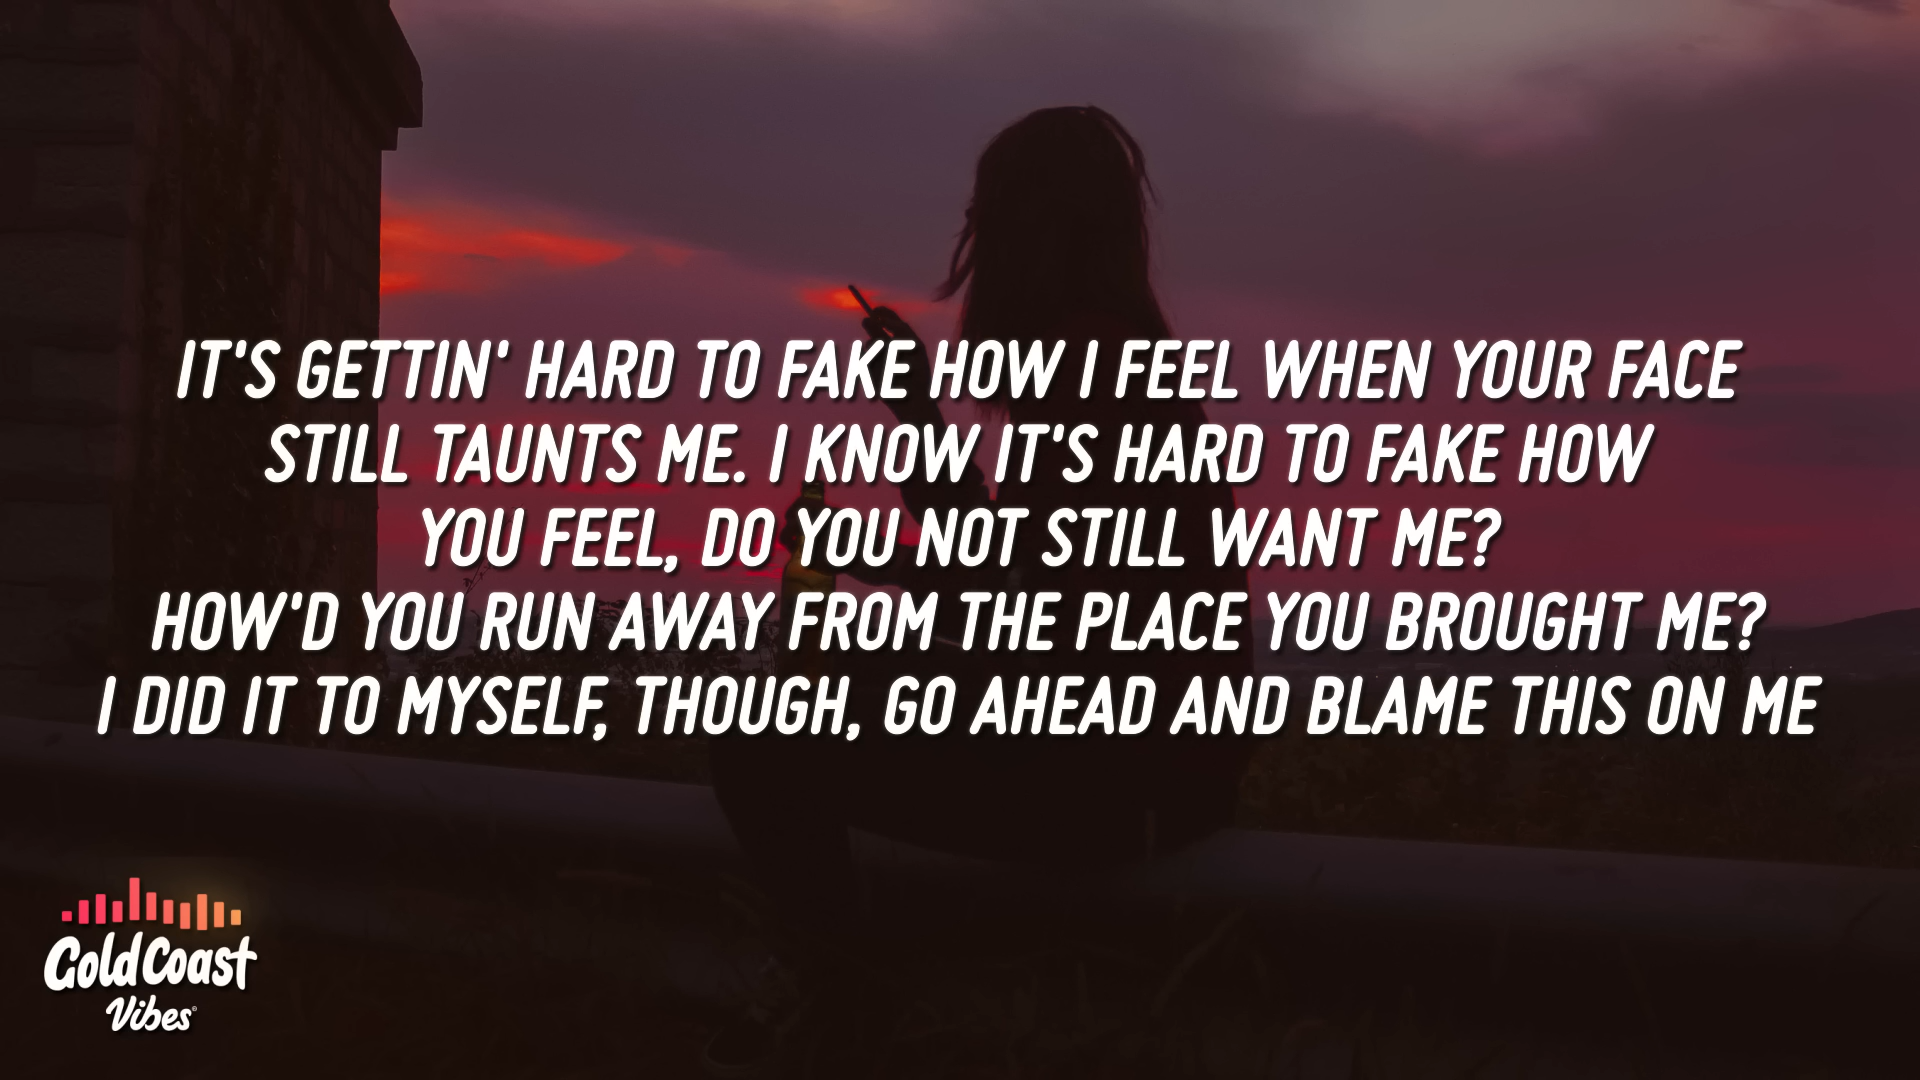 IT'S GETTIN' HARD TO FAKE HOW I FEEL WHEN YOUR FACE
STILL TAUNTS ME. I KNOW IT'S HARD TO FAKE HOW
YOU FEEL, DO YOU NOT STILL WANT ME?
HOW'D YOU RUN AWAY FROM THE PLACE YOU BROUGHT ME?
I DID IT TO MYSELF, THOUGH, GO AHEAD AND BLAME THIS ON ME
Gold Coast
Vibes